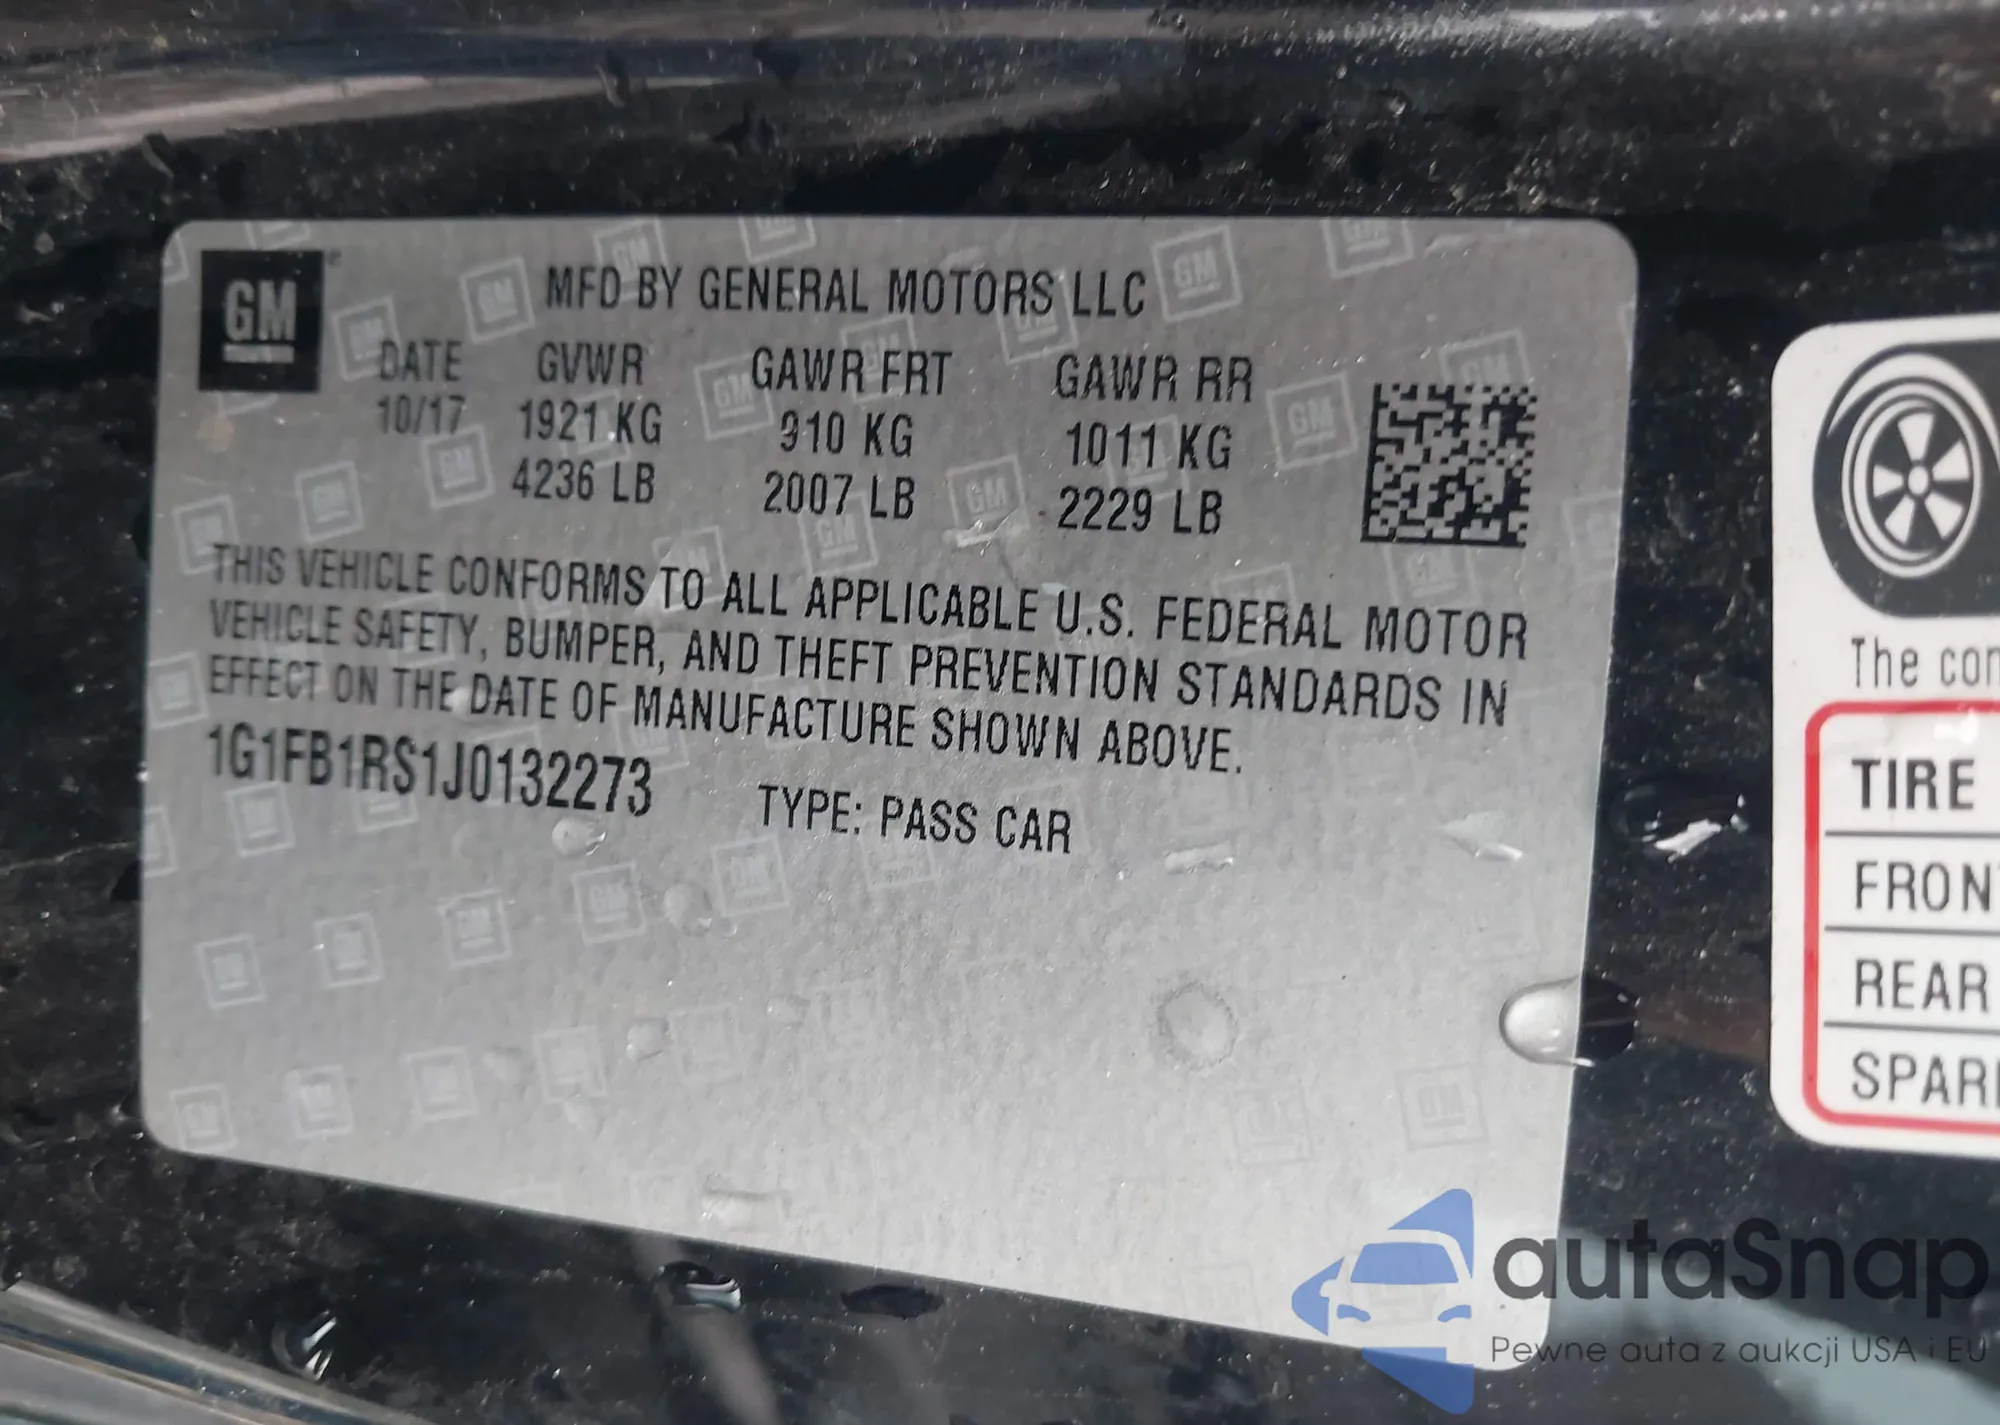 GM
MFD BY GENERAL MOTORS LLC
DATE GVWR GAWR FRT GAWR RR
10/17 1921 KG 910 KG 1011 KG
4236 LB 2007 LB 2229 LB
THIS VEHICLE CONFORMS TO ALL APPLICABLE U.S. FEDERAL MOTOR
VEHICLE SAFETY, BUMPER, AND THEFT PREVENTION STANDARDS IN
EFFECT ON THE DATE OF MANUFACTURE SHOWN ABOVE.
1G1FB1RS1J0132273 TYPE: PASS CAR
The con
TIRE
FRONT
REAR
SPAR
autaSnap
Pewne auta z aukcji USA i EU